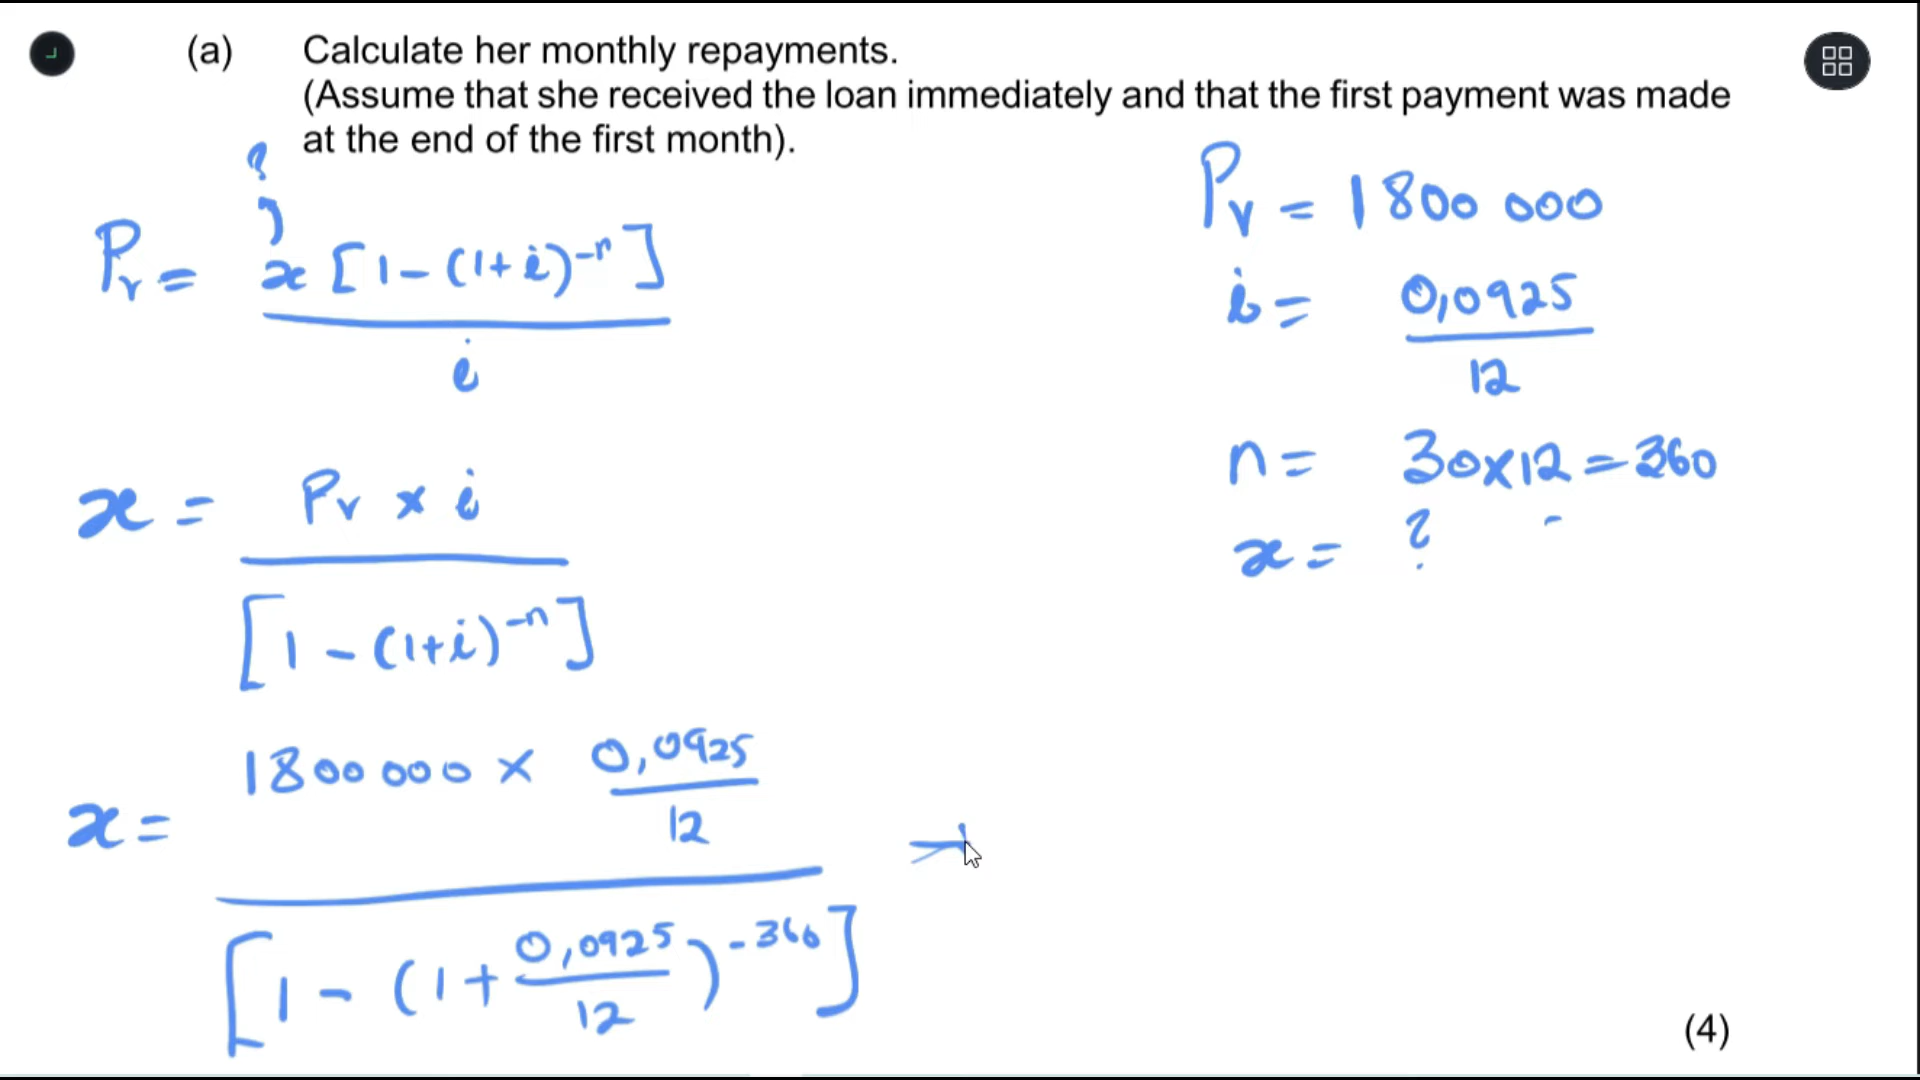 (a) Calculate her monthly repayments.
(Assume that she received the loan immediately and that the first payment was made
at the end of the first month).
?
Pv = x[1-(1+i)^-n]
i
x = Pv × i
[1-(1+i)^-n]
x = 1800 000 × 0,0925
12
[1-(1+0,0925/12)^-360]
Pv = 1800 000
i = 0,0925
12
n = 30×12=360
x = ?
(4)